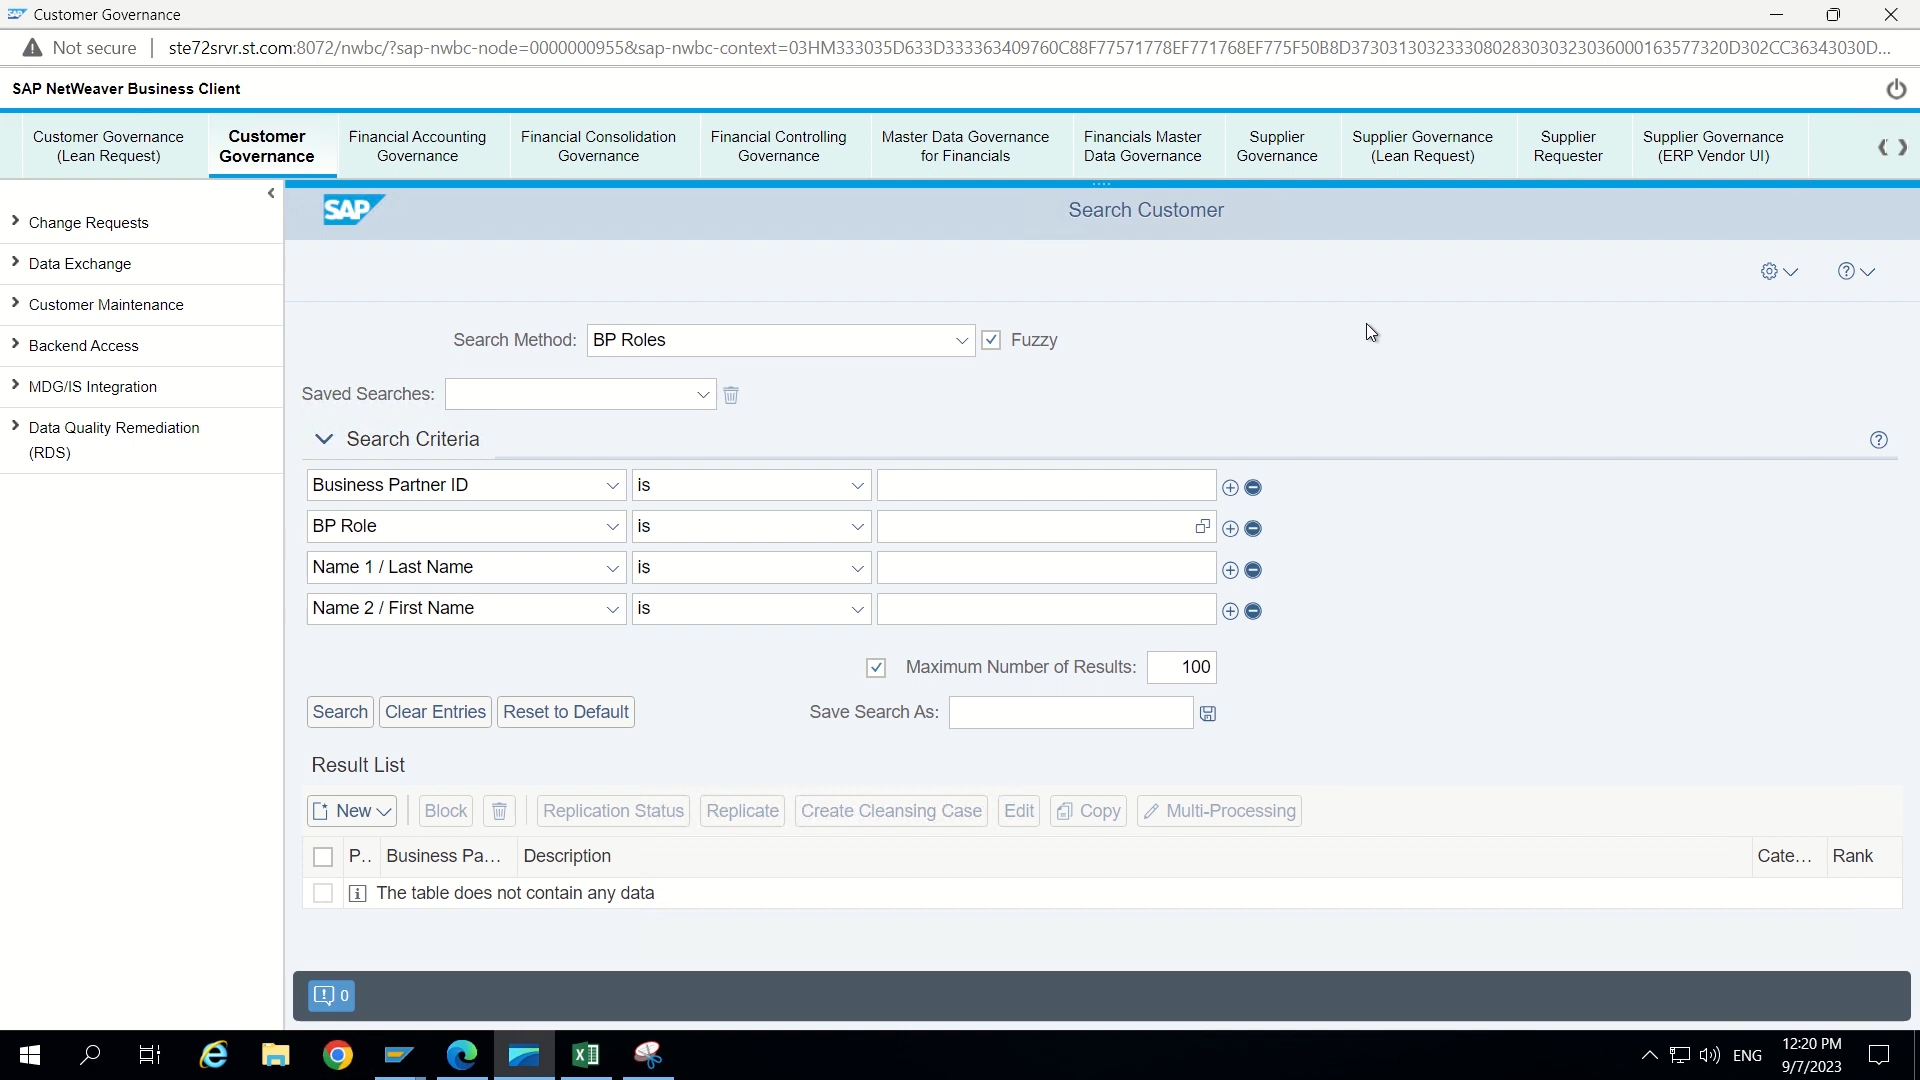 SAP Customer Governance
Not secure | ste72srvr.st.com:8072/nwbc/?sap-nwbc-node=0000000955&sap-nwbc-context=03HM333035D633D333363409760C88F77571778EF771768EF775F50B8D3730313032333080283030323036000163577320D302CC36343030D...
SAP NetWeaver Business Client
Customer Governance (Lean Request)
Customer Governance
Financial Accounting Governance
Financial Consolidation Governance
Financial Controlling Governance
Master Data Governance for Financials
Financials Master Data Governance
Supplier Governance
Supplier Governance (Lean Request)
Supplier Requester
Supplier Governance (ERP Vendor UI)
Change Requests
Data Exchange
Customer Maintenance
Backend Access
MDG/IS Integration
Data Quality Remediation
(RDS)
SAP
Search Customer
Search Method: BP Roles Fuzzy
Saved Searches:
Search Criteria
Business Partner ID is
BP Role is
Name 1 / Last Name is
Name 2 / First Name is
Maximum Number of Results: 100
Search Clear Entries Reset to Default Save Search As:
Result List
New Block Replication Status Replicate Create Cleansing Case Edit Copy Multi-Processing
P.. Business Pa... Description Cate... Rank
The table does not contain any data
0
ENG
12:20 PM
9/7/2023